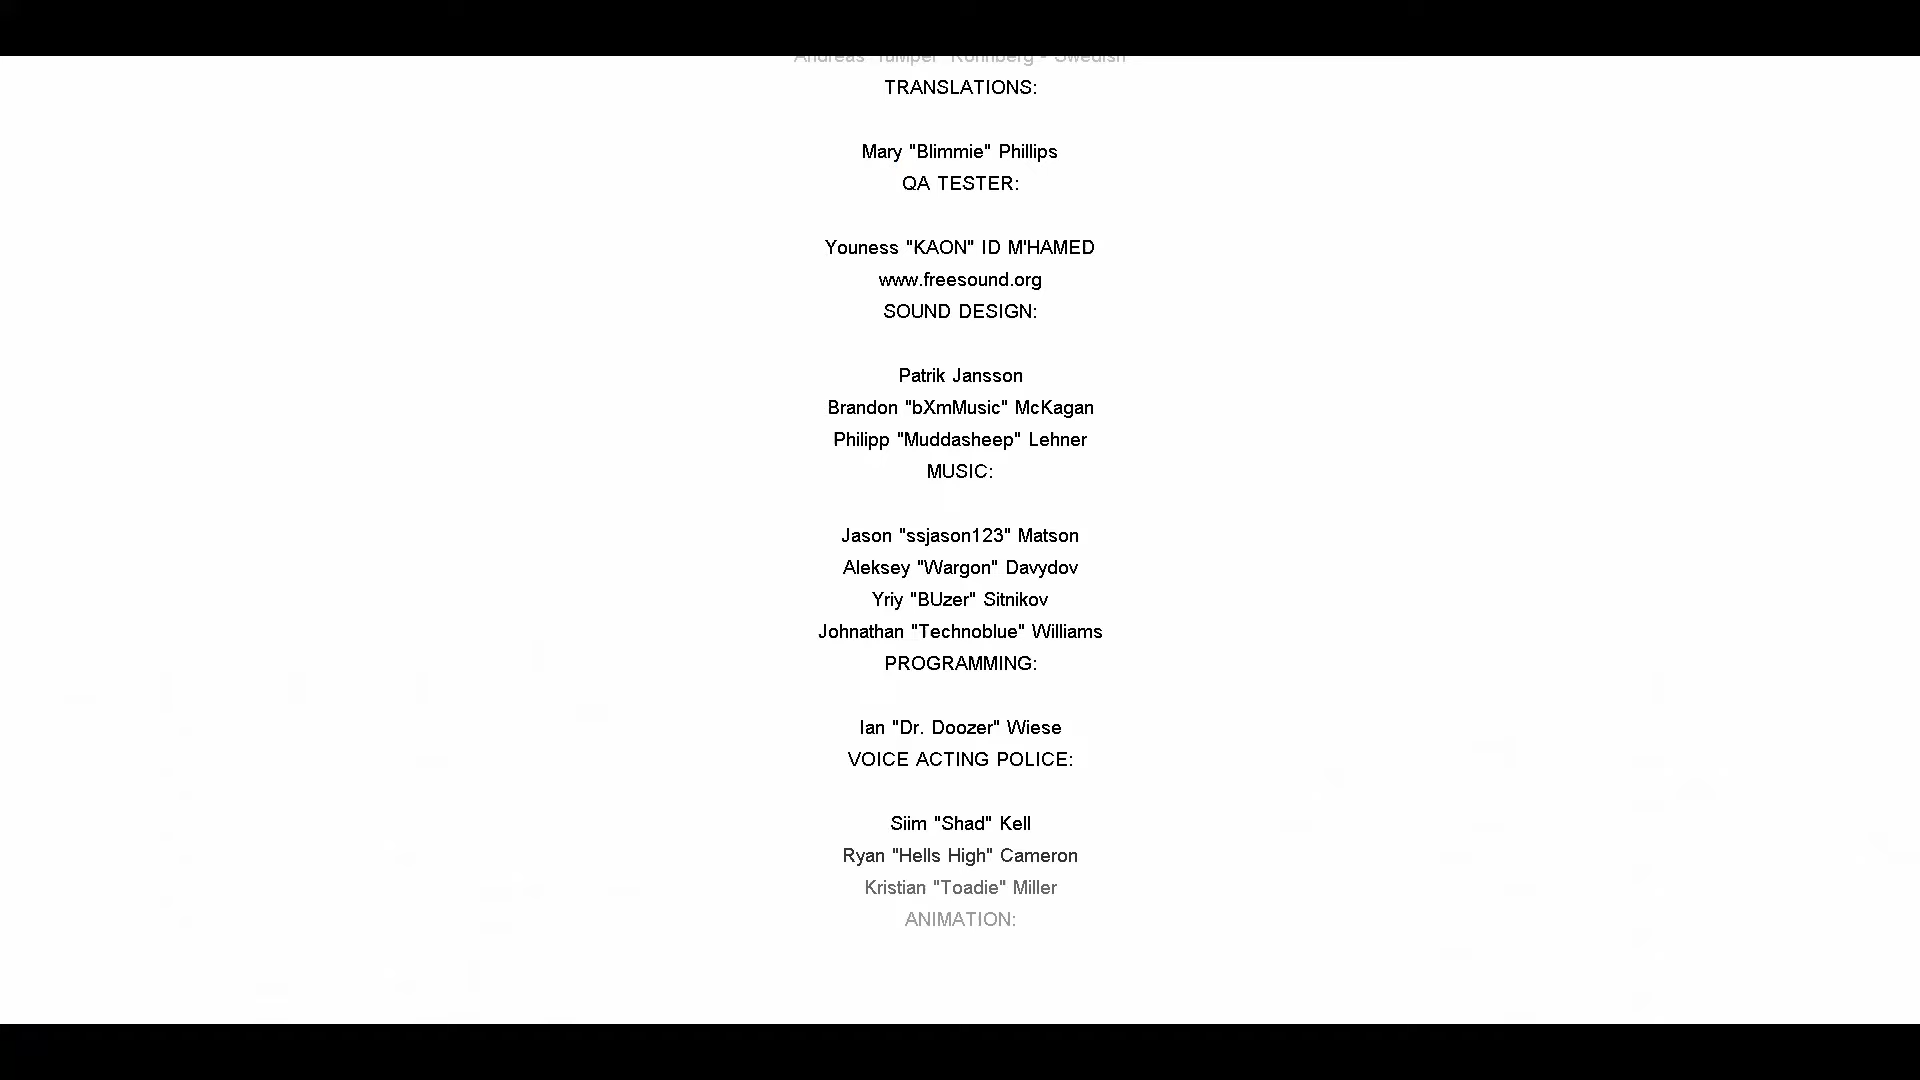 Swedish
TRANSLATIONS:
Mary "Blimmie" Phillips
QA TESTER:
Youness "KAON" ID M'HAMED
www.freesound.org
SOUND DESIGN:
Patrik Jansson
Brandon "bXmMusic" McKagan
Philipp "Muddasheep" Lehner
MUSIC:
Jason "ssjason123" Matson
Aleksey "Wargon" Davydov
Yriy "BUzer" Sitnikov
Johnathan "Technoblue" Williams
PROGRAMMING:
Ian "Dr. Doozer" Wiese
VOICE ACTING POLICE:
Siim "Shad" Kell
Ryan "Hells High" Cameron
Kristian "Toadie" Miller
ANIMATION: